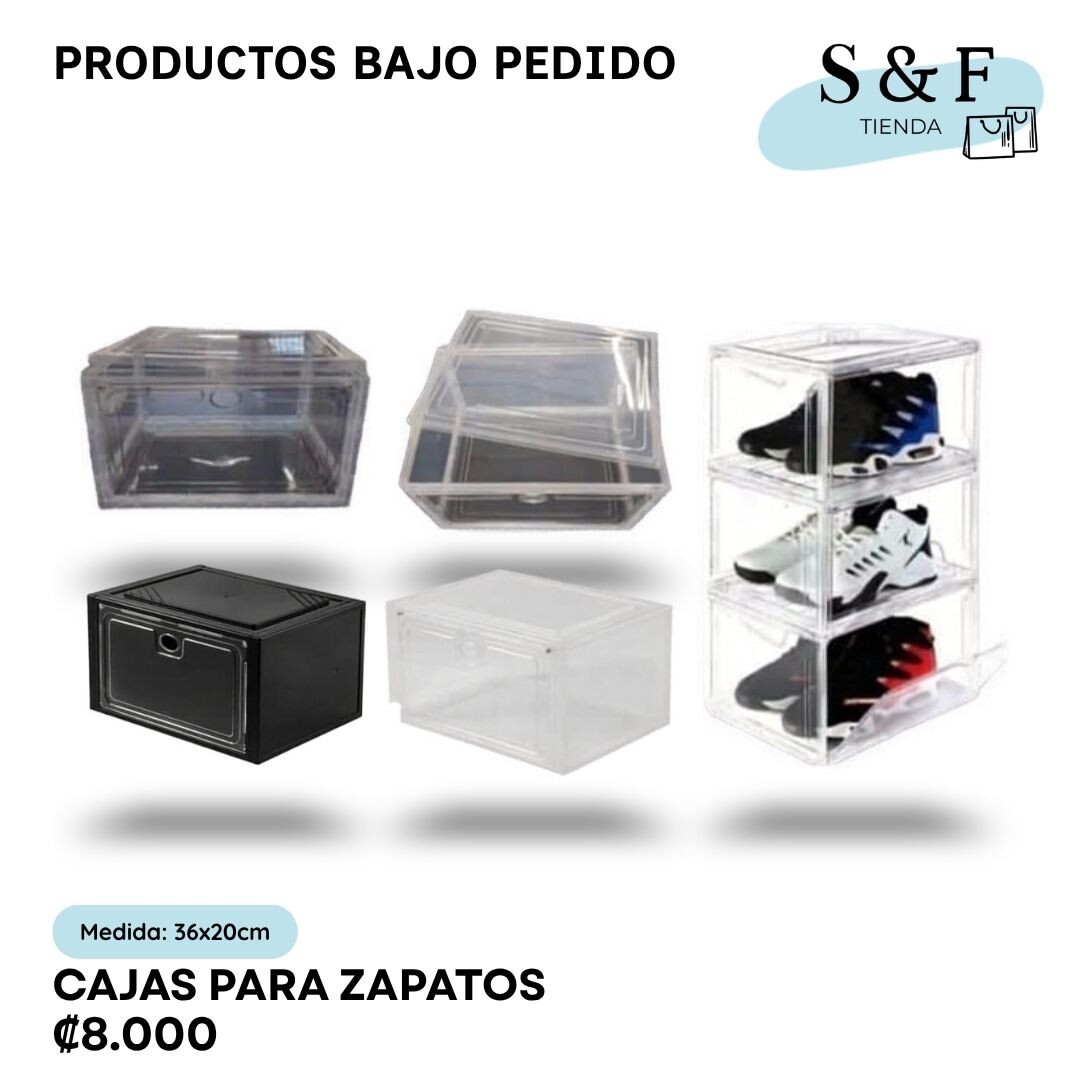 PRODUCTOS BAJO PEDIDO
S & F
TIENDA
Medida: 36x20cm
CAJAS PARA ZAPATOS
₡8.000